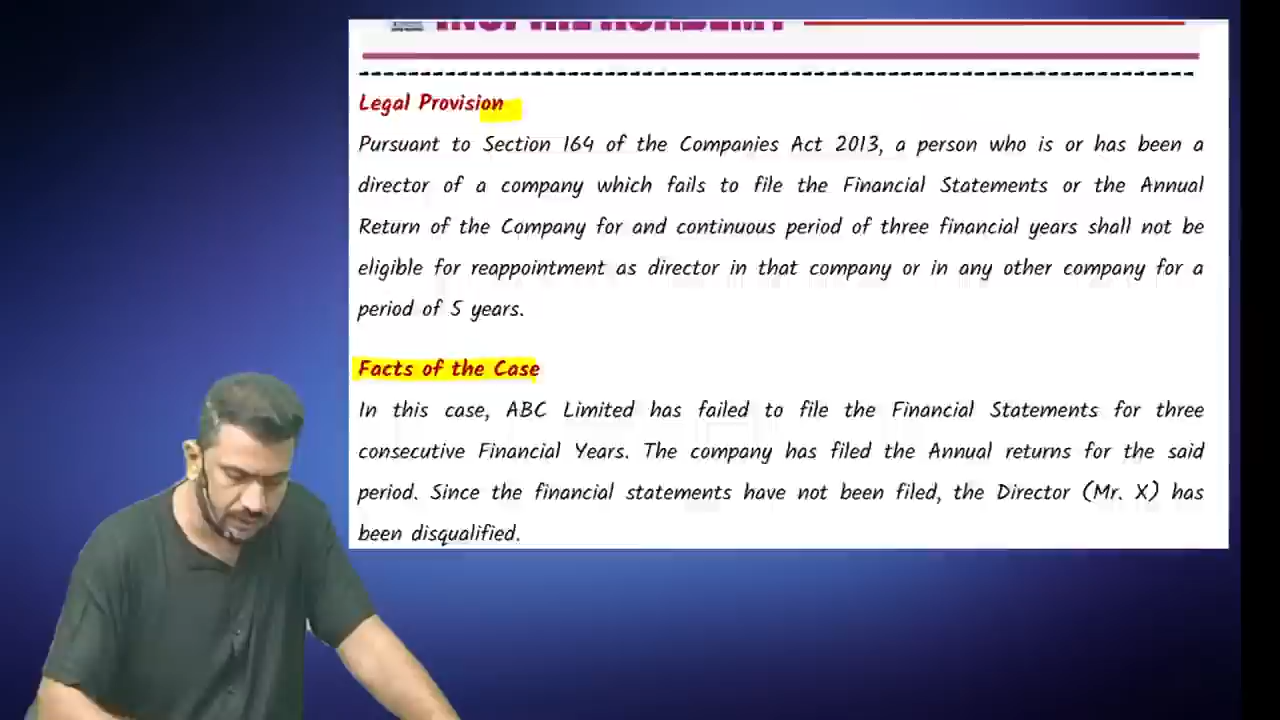 Legal Provision
Pursuant to Section 164 of the Companies Act 2013, a person who is or has been a
director of a company which fails to file the Financial Statements or the Annual
Return of the Company for and continuous period of three financial years shall not be
eligible for reappointment as director in that company or in any other company for a
period of 5 years.
Facts of the Case
In this case, ABC Limited has failed to file the Financial Statements for three
consecutive Financial Years. The company has filed the Annual returns for the said
period. Since the financial statements have not been filed, the Director (Mr. X) has
been disqualified.